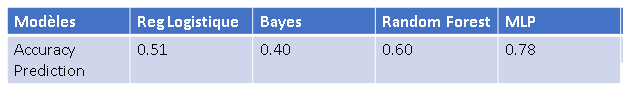 Modèles Reg Logistique Bayes Random Forest MLP
Accuracy 0.51 0.40 0.60 0.78
Prediction